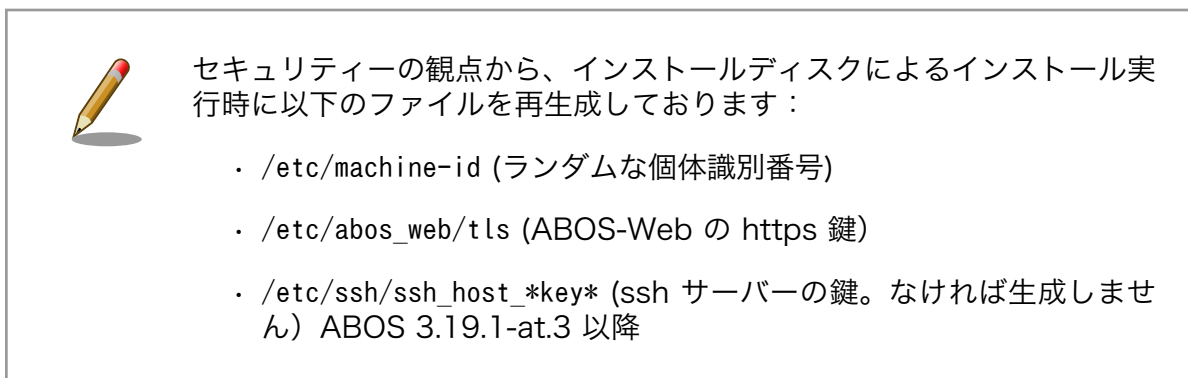 セキュリティーの観点から、インストールディスクによるインストール実
行時に以下のファイルを再生成しております：
・ /etc/machine-id (ランダムな個体識別番号)
・ /etc/abos_web/tls (ABOS-Web の https 鍵）
・ /etc/ssh/ssh_host_*key* (ssh サーバーの鍵。なければ生成しませ
ん）ABOS 3.19.1-at.3 以降